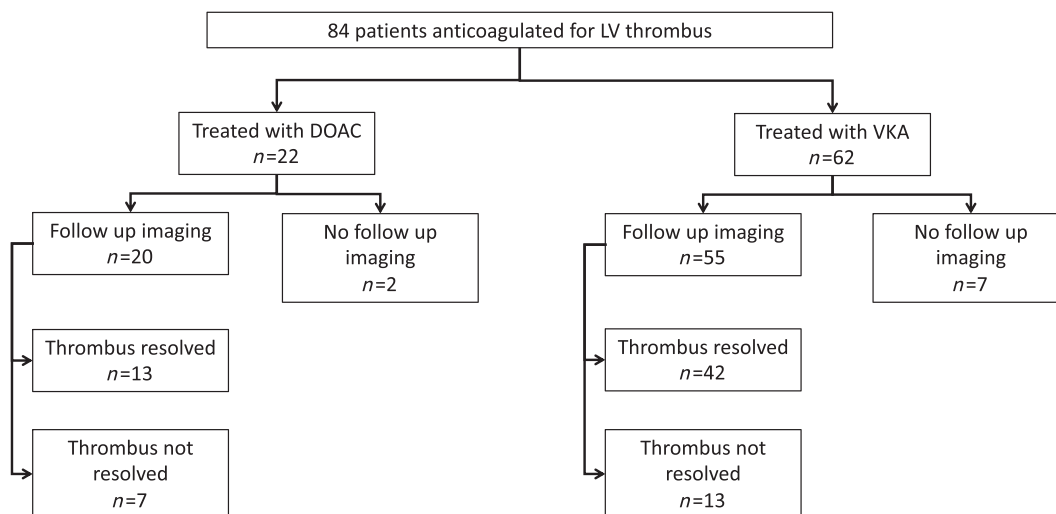 84 patients anticoagulated for LV thrombus
Treated with DOAC
n=22
Treated with VKA
n=62
Follow up imaging
n=20
No follow up
imaging
n=2
Follow up imaging
n=55
No follow up
imaging
n=7
Thrombus resolved
n=13
Thrombus resolved
n=42
Thrombus not
resolved
n=7
Thrombus not
resolved
n=13